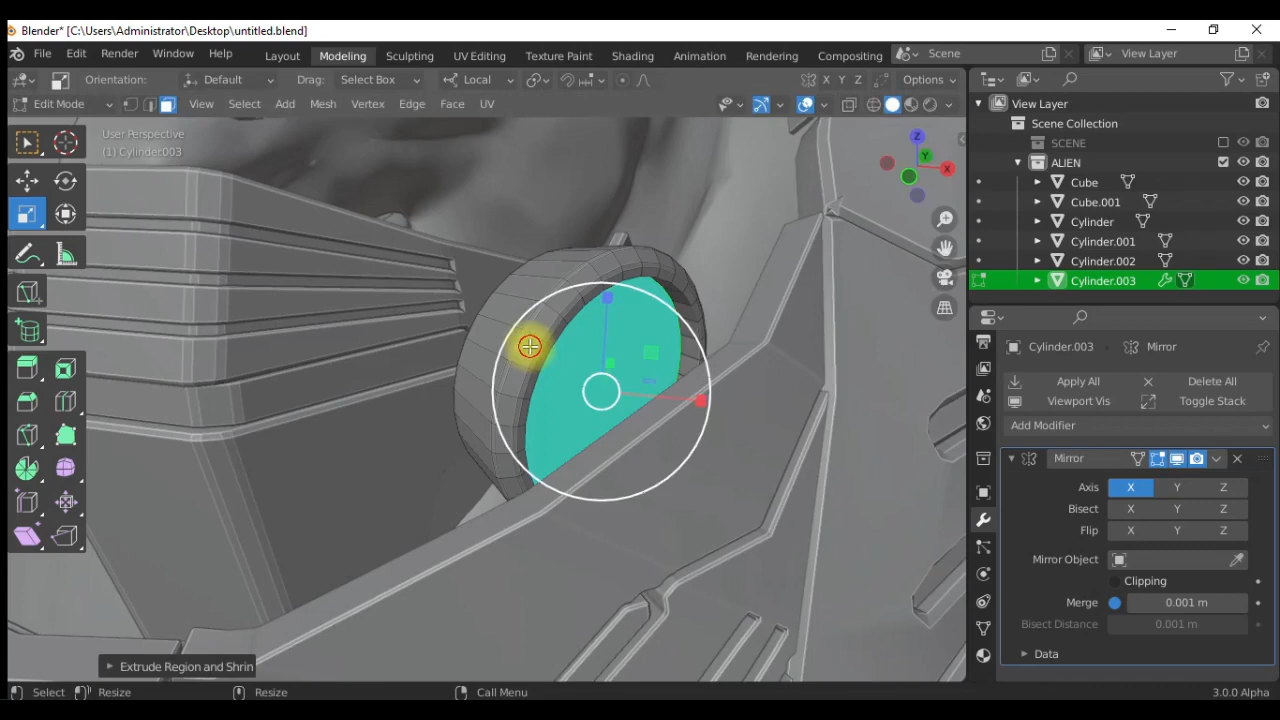 Blender* [C:\Users\Administrator\Desktop\untitled.blend]
File Edit Render Window Help Layout Modeling Sculpting UV Editing Texture Paint Shading Animation Rendering Compositing Scene View Layer
Orientation: Default Drag: Select Box Local X Y Z Options
Edit Mode View Select Add Mesh Vertex Edge Face UV
User Perspective
(1) Cylinder.003
Z
Y
X
View Layer
Scene Collection
SCENE
ALIEN
Cube
Cube.001
Cylinder
Cylinder.001
Cylinder.002
Cylinder.003
Cylinder.003 Mirror
Apply All Delete All
Viewport Vis Toggle Stack
Add Modifier
Mirror
Axis X Y Z
Bisect X Y Z
Flip X Y Z
Mirror Object
Clipping
Merge 0.001 m
Bisect Distance 0.001 m
Data
Extrude Region and Shrin
Select Resize Resize Call Menu 3.0.0 Alpha